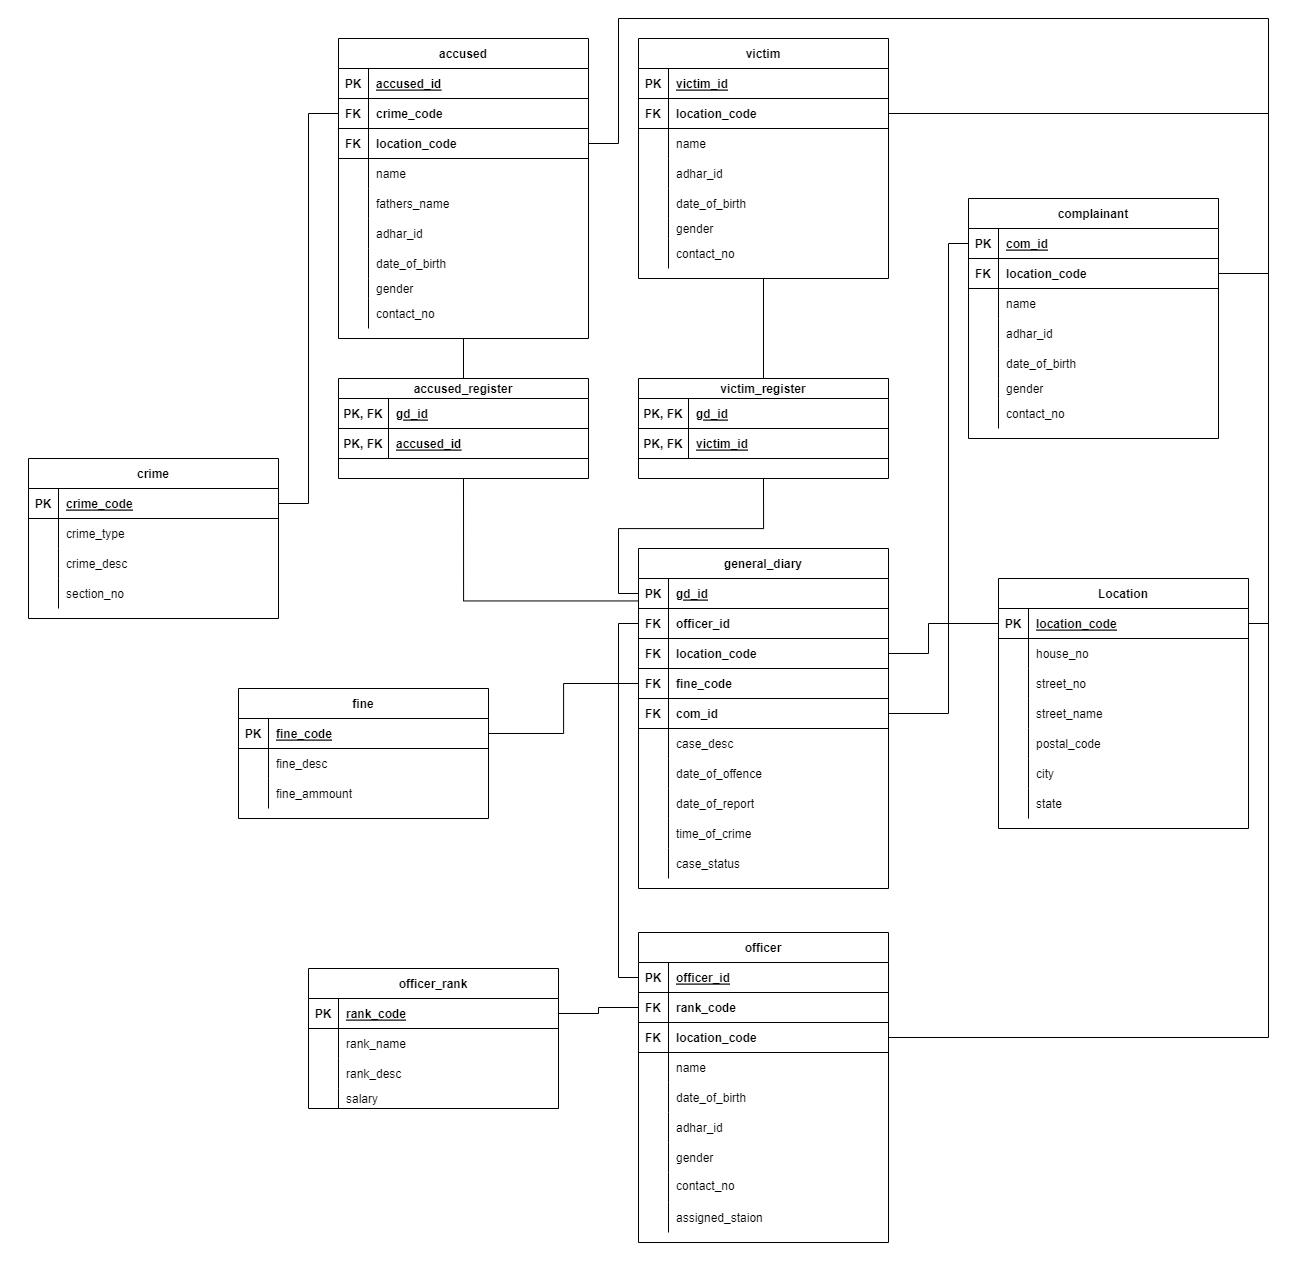 accused
PK accused_id
FK crime_code
FK location_code
name
fathers_name
adhar_id
date_of_birth
gender
contact_no
victim
PK victim_id
FK location_code
name
adhar_id
date_of_birth
gender
contact_no
complainant
PK com_id
FK location_code
name
adhar_id
date_of_birth
gender
contact_no
accused_register
PK, FK gd_id
PK, FK accused_id
victim_register
PK, FK gd_id
PK, FK victim_id
crime
PK crime_code
crime_type
crime_desc
section_no
general_diary
PK gd_id
FK officer_id
FK location_code
FK fine_code
FK com_id
case_desc
date_of_offence
date_of_report
time_of_crime
case_status
Location
PK location_code
house_no
street_no
street_name
postal_code
city
state
fine
PK fine_code
fine_desc
fine_ammount
officer
PK officer_id
FK rank_code
FK location_code
name
date_of_birth
adhar_id
gender
contact_no
assigned_staion
officer_rank
PK rank_code
rank_name
rank_desc
salary